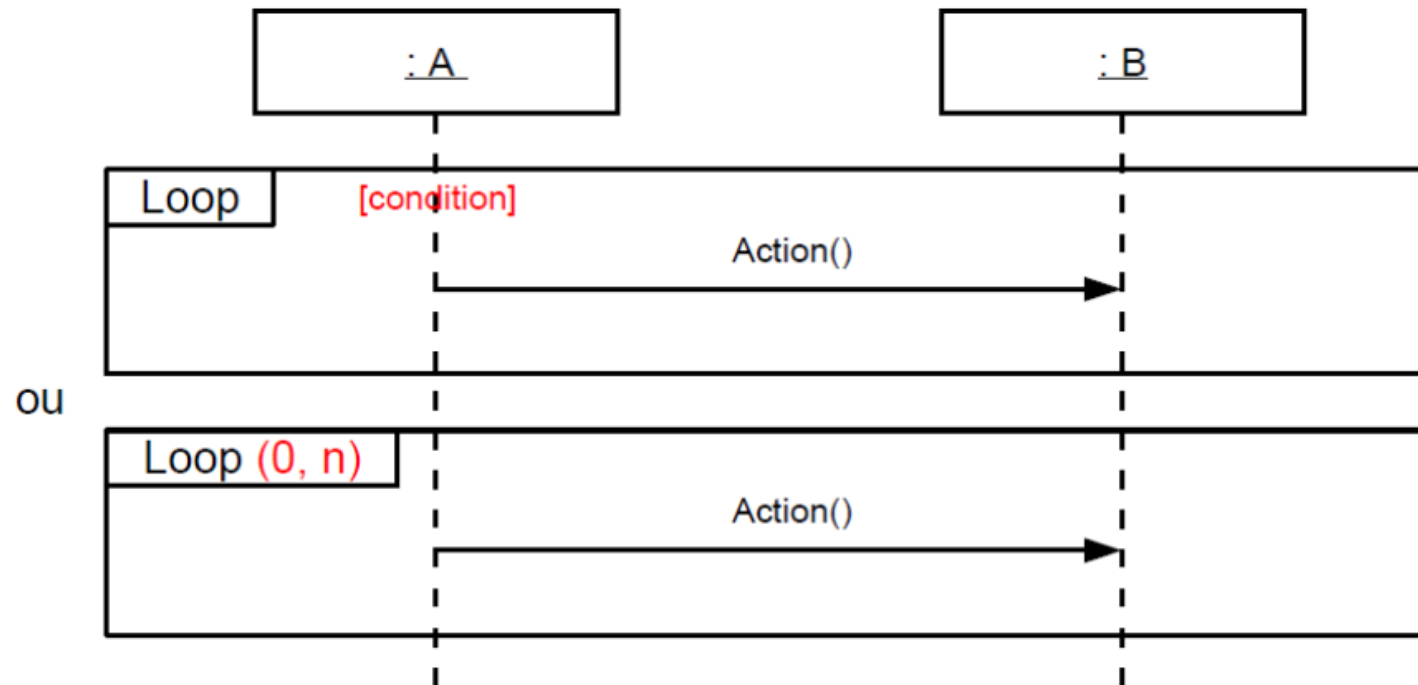 : A
: B
Loop
[condition]
Action()
ou
Loop (0, n)
Action()